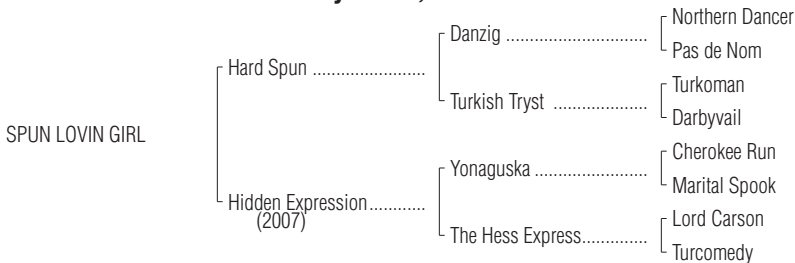 Northern Dancer
Danzig ..............................
Pas de Nom
Hard Spun ........................
Turkoman
Turkish Tryst ....................
Darbyvail
SPUN LOVIN GIRL
Cherokee Run
Yonaguska ........................
Marital Spook
Hidden Expression............
(2007)
Lord Carson
The Hess Express..............
Turcomedy